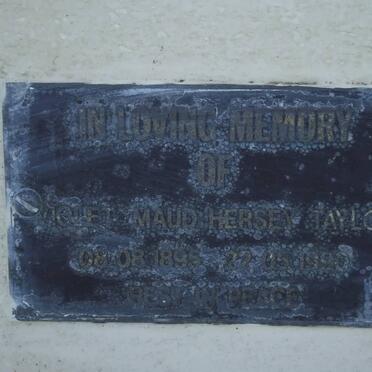 IN LOVING MEMORY
OF
VIOLET MAUD HERSEY TAYLO
REST IN PEACE